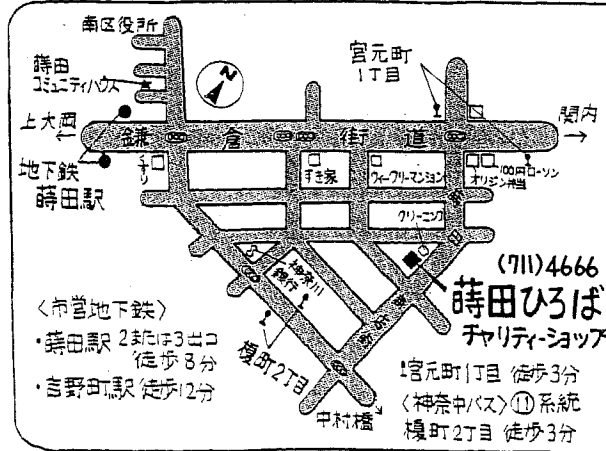 南区役所
蒔田
コミュニティハウス
N
宮元町
1丁目
上大岡
鎌倉街道
関内
地下鉄
蒔田駅
すき家
ウィークリーマンション
オリジン弁当
100円ローソン
クリーニング
神奈川
銀行
(711)4666
蒔田ひろば
チャリティーショップ
〈市営地下鉄〉
・蒔田駅 2または3出口
徒歩8分
・吉野町駅 徒歩12分
榎町2丁目
中村橋
宮元町1丁目 徒歩3分
〈神奈中バス〉⑪系統
榎町2丁目 徒歩3分